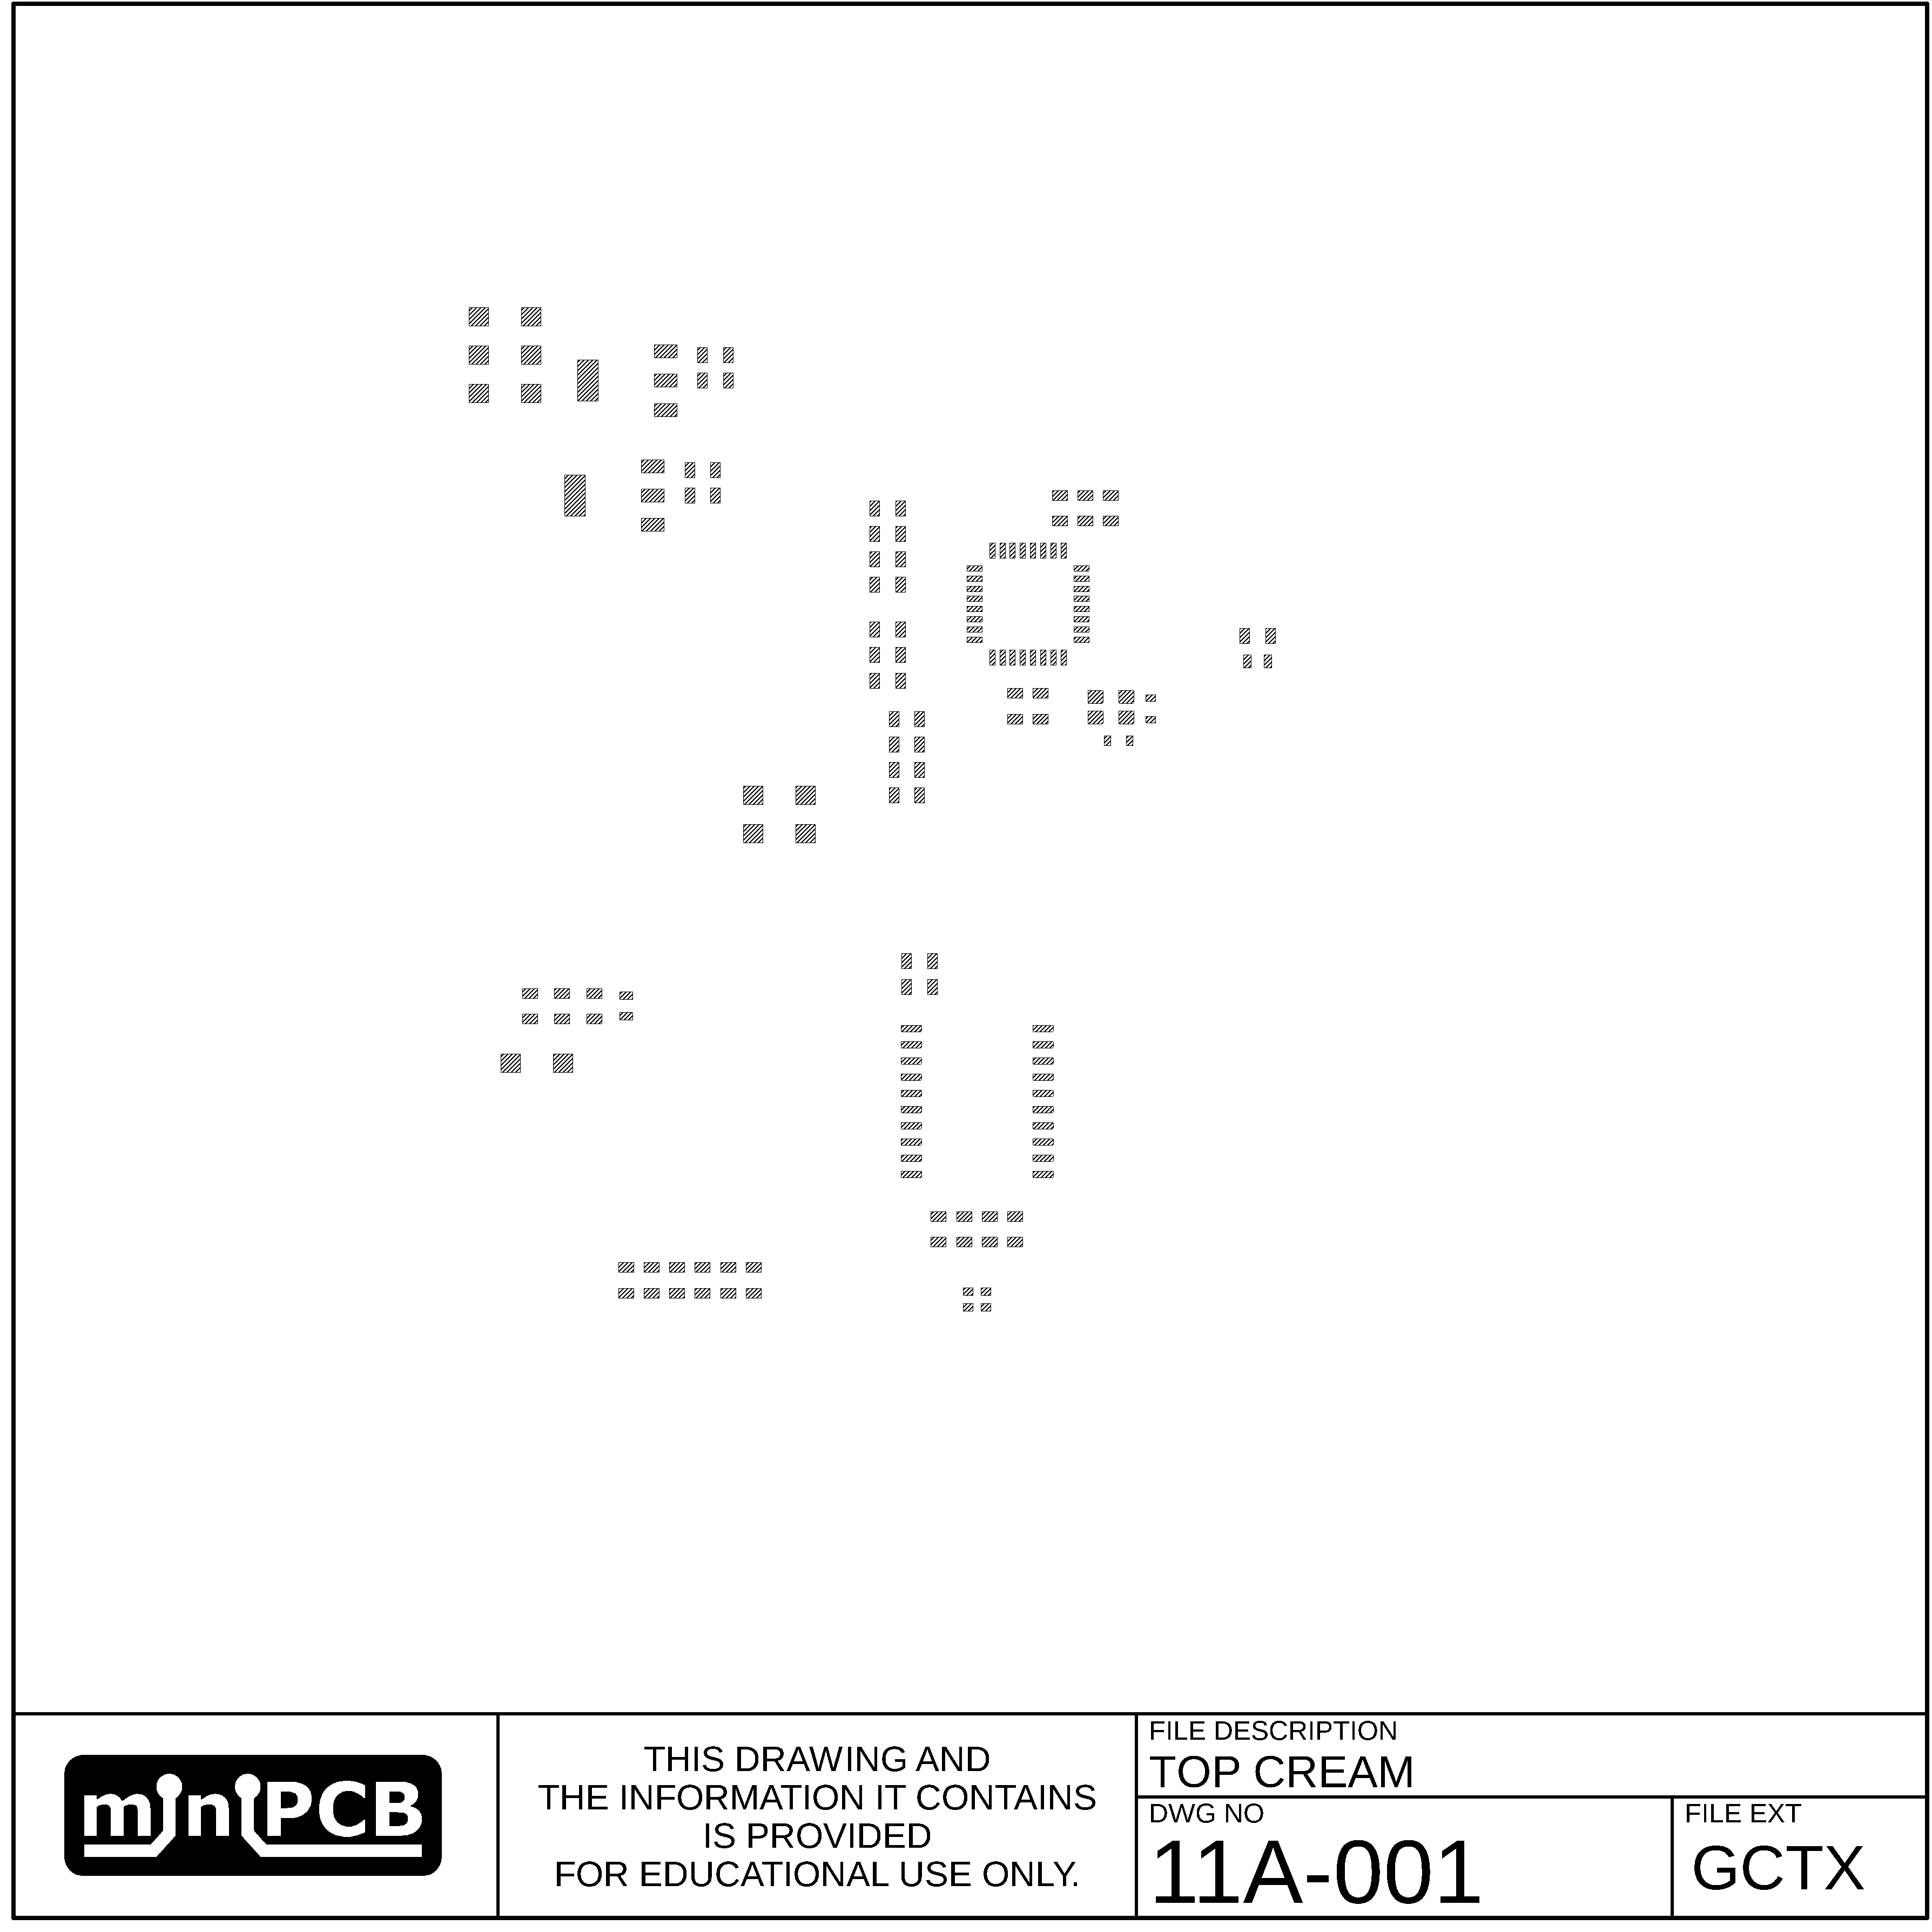 miniPCB
THIS DRAWING AND
THE INFORMATION IT CONTAINS
IS PROVIDED
FOR EDUCATIONAL USE ONLY.
FILE DESCRIPTION
TOP CREAM
DWG NO
11A-001
FILE EXT
GCTX